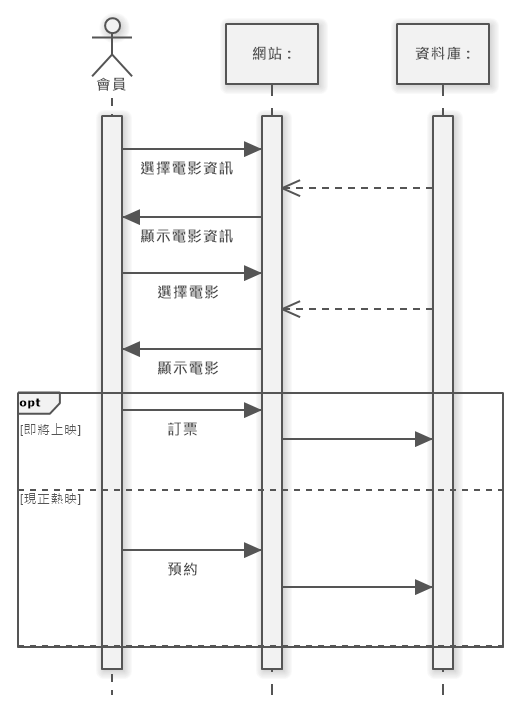 會員
網站：
資料庫：
選擇電影資訊
顯示電影資訊
選擇電影
顯示電影
opt
訂票
[即將上映]
[現正熱映]
預約